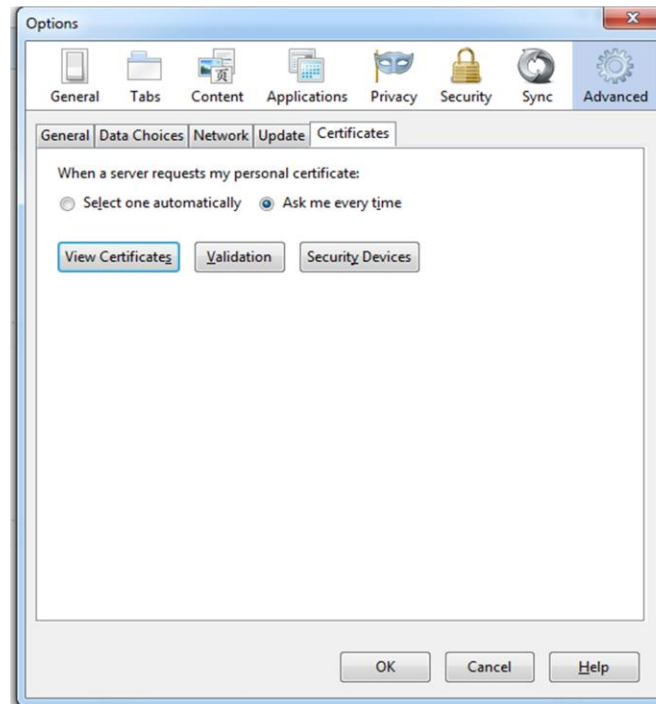 Options
General Tabs Content Applications Privacy Security Sync Advanced
General Data Choices Network Update Certificates
When a server requests my personal certificate:
Select one automatically Ask me every time
View Certificates Validation Security Devices
OK Cancel Help